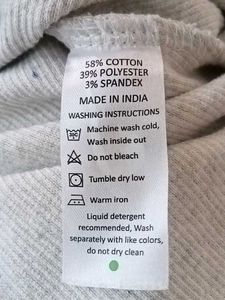 58% COTTON
39% POLYESTER
3% SPANDEX
MADE IN INDIA
WASHING INSTRUCTIONS
Machine wash cold,
Wash inside out
Do not bleach
Tumble dry low
Warm iron
Liquid detergent
recommended, Wash
separately with like colors,
do not dry clean